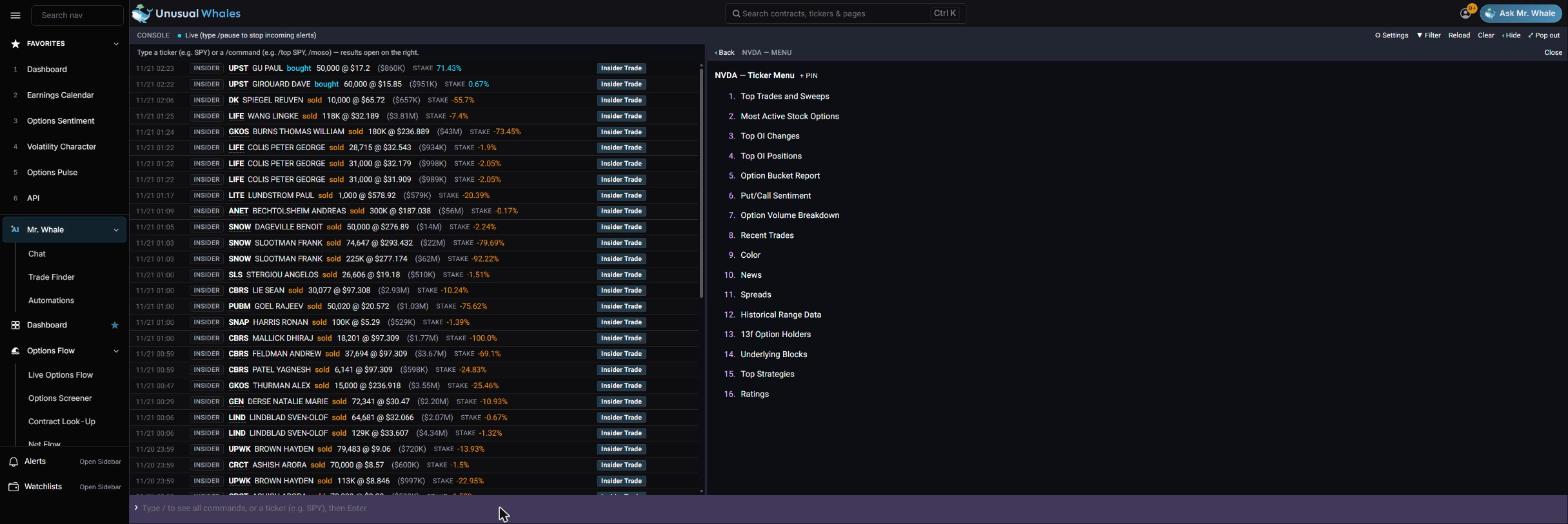 Search nav
Unusual Whales
Search contracts, tickers & pages Ctrl K
9+
Ask Mr. Whale
FAVORITES
1 Dashboard
2 Earnings Calendar
3 Options Sentiment
4 Volatility Character
5 Options Pulse
6 API
AI Mr. Whale
Chat
Trade Finder
Automations
Dashboard
Options Flow
Live Options Flow
Options Screener
Contract Look-Up
Net Flow
Alerts Open Sidebar
Watchlists Open Sidebar
CONSOLE Live (type /pause to stop incoming alerts)
Settings Filter Reload Clear Hide Pop out
Type a ticker (e.g. SPY) or a /command (e.g. /top SPY, /moso) — results open on the right.
11/21 02:23 INSIDER UPST GU PAUL bought 50,000 @ $17.2 ($860K) STAKE 71.43% Insider Trade
11/21 02:22 INSIDER UPST GIROUARD DAVE bought 60,000 @ $15.85 ($951K) STAKE 0.67% Insider Trade
11/21 02:06 INSIDER DK SPIEGEL REUVEN sold 10,000 @ $65.72 ($657K) STAKE -55.7% Insider Trade
11/21 01:25 INSIDER LIFE WANG LINGKE sold 118K @ $32.189 ($3.81M) STAKE -7.4% Insider Trade
11/21 01:24 INSIDER GKOS BURNS THOMAS WILLIAM sold 180K @ $236.889 ($43M) STAKE -73.45% Insider Trade
11/21 01:22 INSIDER LIFE COLIS PETER GEORGE sold 28,715 @ $32.543 ($934K) STAKE -1.9% Insider Trade
11/21 01:22 INSIDER LIFE COLIS PETER GEORGE sold 31,000 @ $32.179 ($998K) STAKE -2.05% Insider Trade
11/21 01:22 INSIDER LIFE COLIS PETER GEORGE sold 31,000 @ $31.909 ($989K) STAKE -2.05% Insider Trade
11/21 01:17 INSIDER LITE LUNDSTROM PAUL sold 1,000 @ $578.92 ($579K) STAKE -20.39% Insider Trade
11/21 01:09 INSIDER ANET BECHTOLSHEIM ANDREAS sold 300K @ $187.038 ($56M) STAKE -0.17% Insider Trade
11/21 01:05 INSIDER SNOW DAGEVILLE BENOIT sold 50,000 @ $276.89 ($14M) STAKE -2.24% Insider Trade
11/21 01:03 INSIDER SNOW SLOOTMAN FRANK sold 74,647 @ $293.432 ($22M) STAKE -79.69% Insider Trade
11/21 01:03 INSIDER SNOW SLOOTMAN FRANK sold 225K @ $277.174 ($62M) STAKE -92.22% Insider Trade
11/21 01:00 INSIDER SLS STERGIOU ANGELOS sold 26,606 @ $19.18 ($510K) STAKE -1.51% Insider Trade
11/21 01:00 INSIDER CBRS LIE SEAN sold 30,077 @ $97.308 ($2.93M) STAKE -10.24% Insider Trade
11/21 01:00 INSIDER PUBM GOEL RAJEEV sold 50,020 @ $20.572 ($1.03M) STAKE -75.62% Insider Trade
11/21 01:00 INSIDER SNAP HARRIS RONAN sold 100K @ $5.29 ($529K) STAKE -1.39% Insider Trade
11/21 01:00 INSIDER CBRS MALLICK DHIRAJ sold 18,201 @ $97.309 ($1.77M) STAKE -100.0% Insider Trade
11/21 00:59 INSIDER CBRS FELDMAN ANDREW sold 37,694 @ $97.309 ($3.67M) STAKE -69.1% Insider Trade
11/21 00:59 INSIDER CBRS PATEL YAGNESH sold 6,141 @ $97.309 ($598K) STAKE -24.83% Insider Trade
11/21 00:47 INSIDER GKOS THURMAN ALEX sold 15,000 @ $236.918 ($3.55M) STAKE -25.46% Insider Trade
11/21 00:29 INSIDER GEN DERSE NATALIE MARIE sold 72,341 @ $30.47 ($2.20M) STAKE -10.93% Insider Trade
11/21 00:06 INSIDER LIND LINDBLAD SVEN-OLOF sold 64,681 @ $32.066 ($2.07M) STAKE -0.67% Insider Trade
11/21 00:06 INSIDER LIND LINDBLAD SVEN-OLOF sold 129K @ $33.607 ($4.34M) STAKE -1.32% Insider Trade
11/20 23:59 INSIDER UPWK BROWN HAYDEN sold 79,483 @ $9.06 ($720K) STAKE -13.93% Insider Trade
11/20 23:59 INSIDER CRCT ASHISH ARORA sold 70,000 @ $8.57 ($600K) STAKE -1.5% Insider Trade
11/20 23:59 INSIDER UPWK BROWN HAYDEN sold 113K @ $8.846 ($997K) STAKE -22.95% Insider Trade
Type / to see all commands, or a ticker (e.g. SPY), then Enter
‹ Back NVDA — MENU Close
NVDA — Ticker Menu + PIN
1. Top Trades and Sweeps
2. Most Active Stock Options
3. Top OI Changes
4. Top OI Positions
5. Option Bucket Report
6. Put/Call Sentiment
7. Option Volume Breakdown
8. Recent Trades
9. Color
10. News
11. Spreads
12. Historical Range Data
13. 13f Option Holders
14. Underlying Blocks
15. Top Strategies
16. Ratings